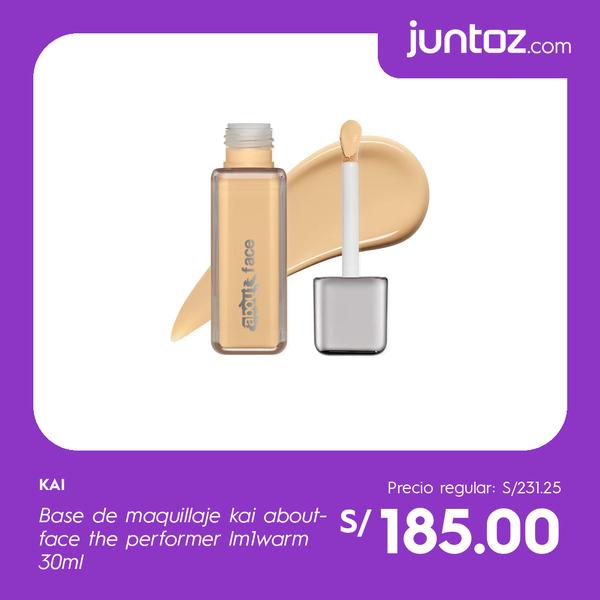 juntoz.com
about-face
KAI
Base de maquillaje kai about-
face the performer lm1warm
30ml
Precio regular: S/231.25
S/185.00